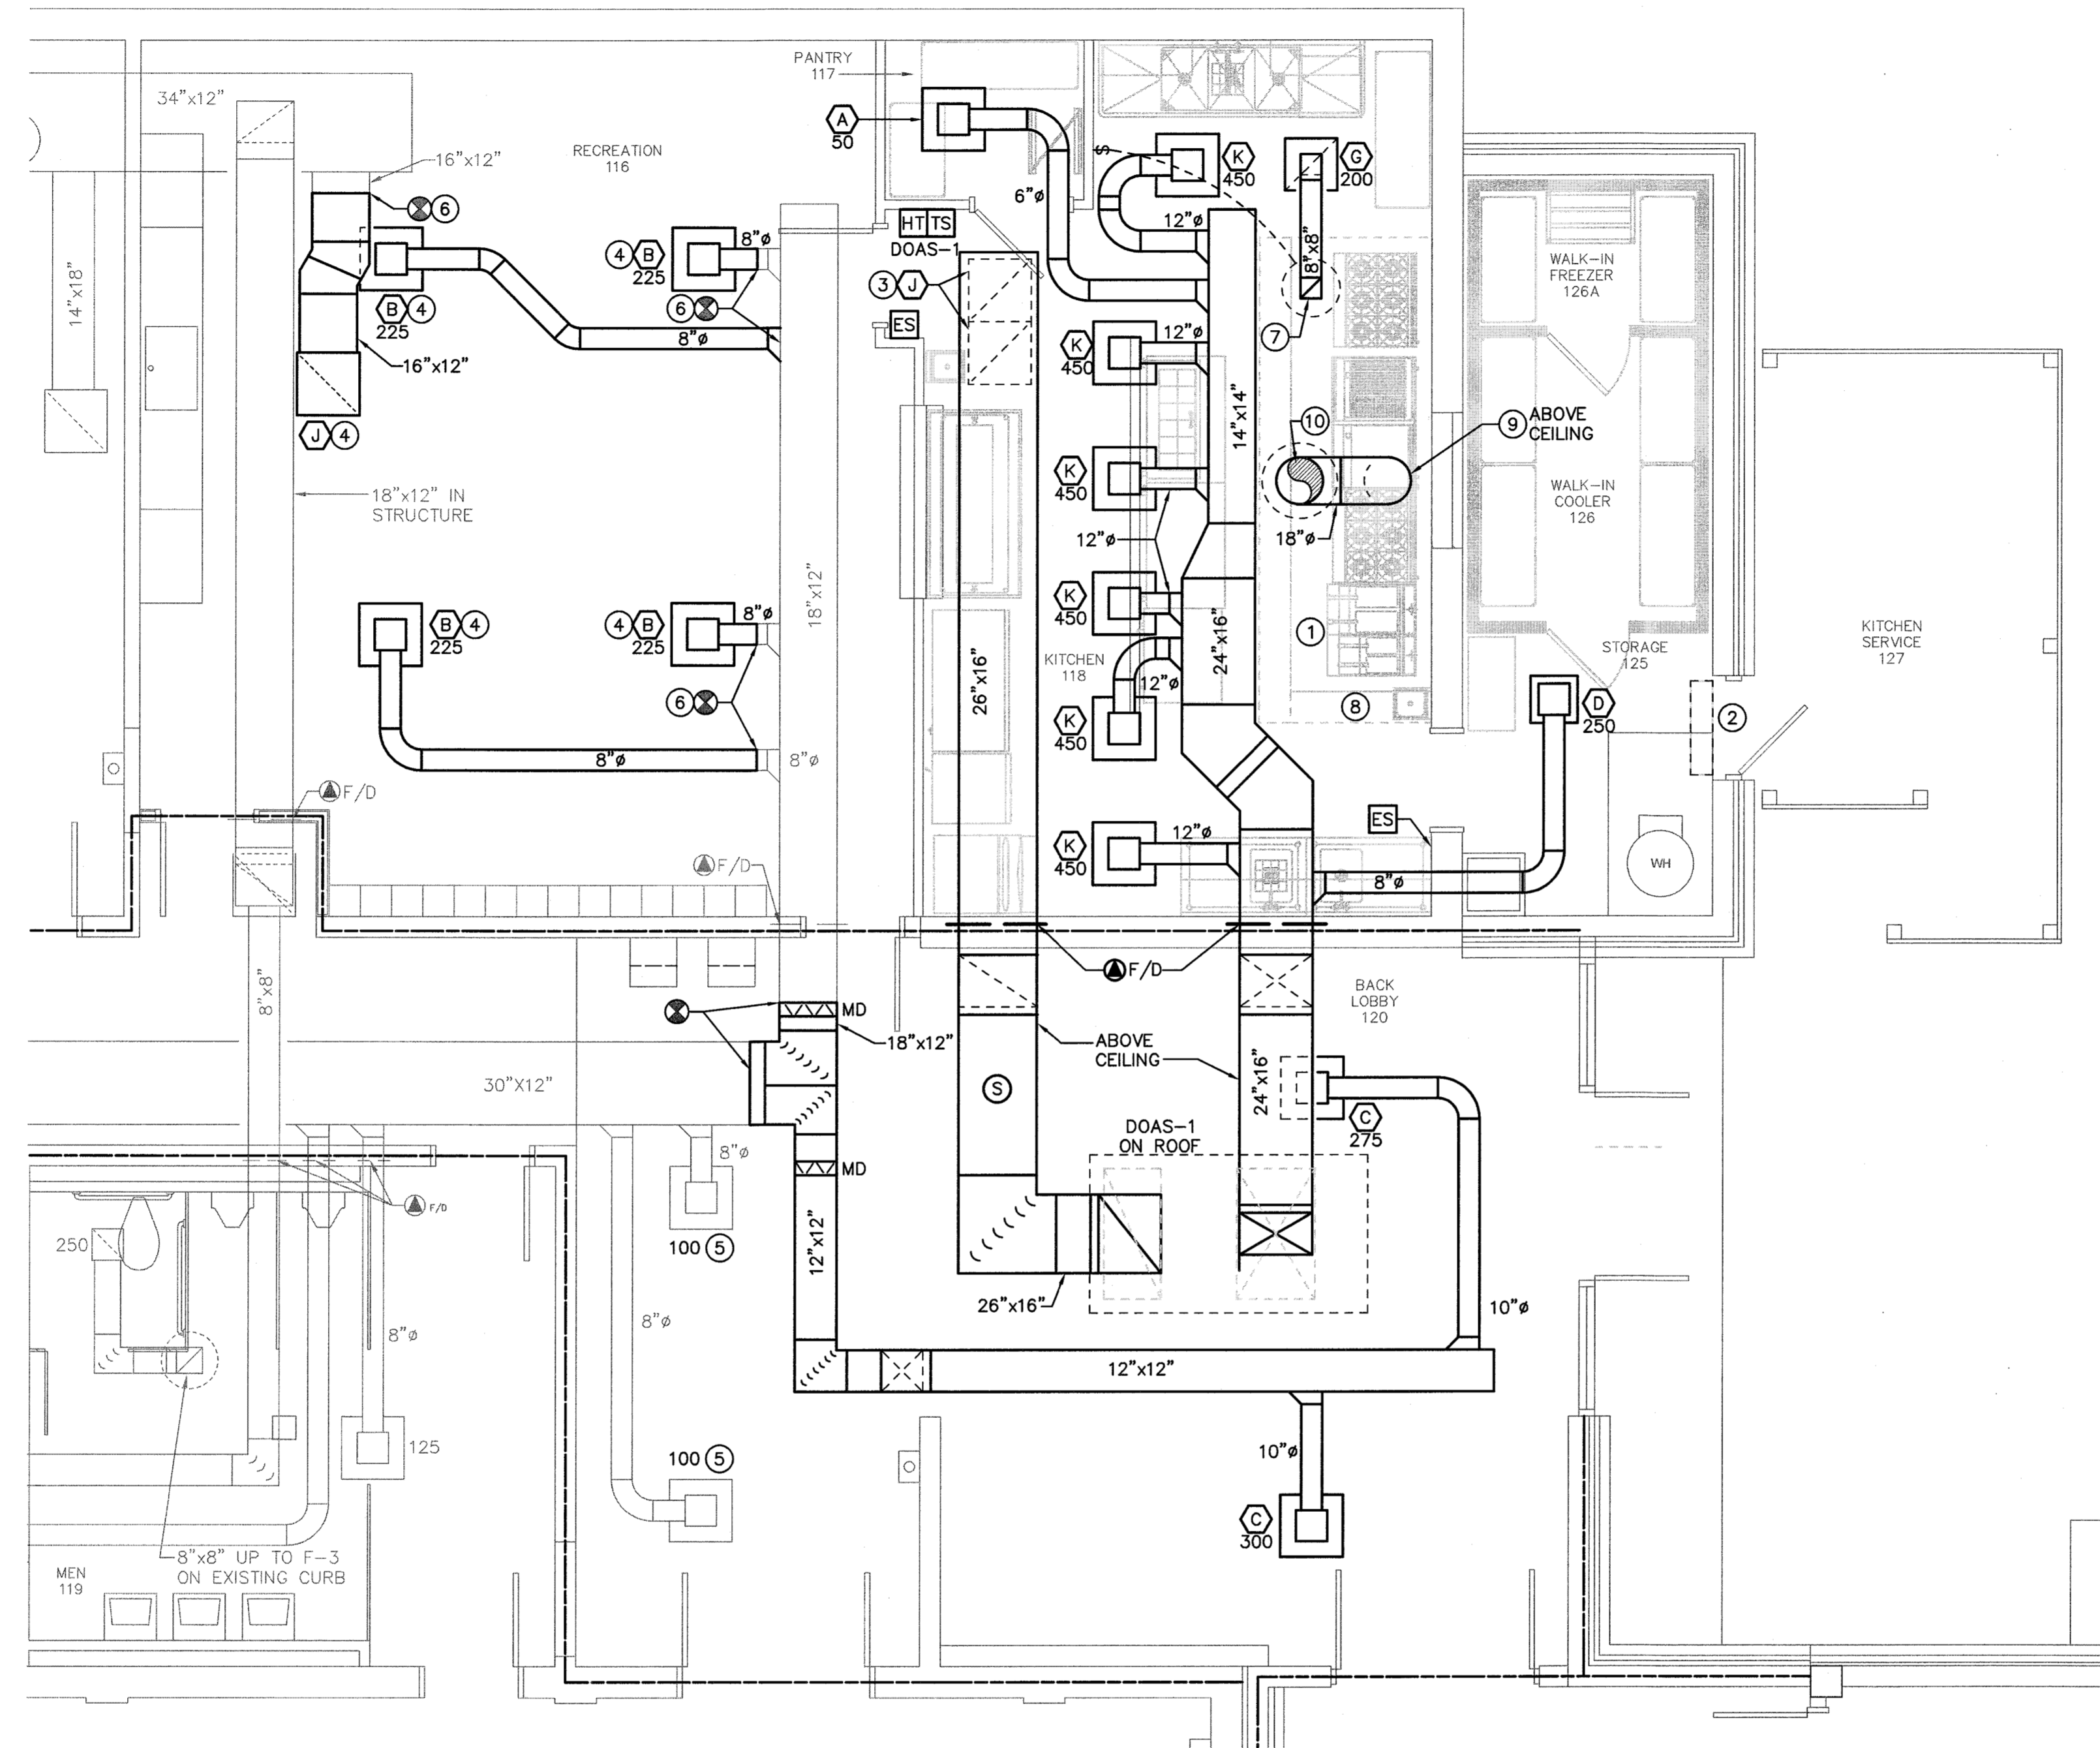 PANTRY
117
34"x12"
A
50
16"x12"
RECREATION
116
S
K
450
G
200
6"ø
6
12"ø
HT TS
DOAS-1
8"ø
4 B
225
B 4
225
14"x18"
3 J
8"x8"
WALK-IN
FREEZER
126A
6
ES
12"ø
K
450
7
8"ø
16"x12"
J 4
14"x14"
10
9 ABOVE
CEILING
18"x12" IN
STRUCTURE
K
450
WALK-IN
COOLER
126
12"ø
18"ø
18"x12"
K
450
B 4
225
4 B
225
8"ø
1
24"x16"
KITCHEN
SERVICE
127
STORAGE
125
KITCHEN
118
26"x16"
12"ø
6
D
250
8
2
K
450
8"ø
8"ø
F/D
ES
12"ø
K
450
F/D
WH
8"ø
F/D
8"x8"
BACK
LOBBY
120
MD
18"x12"
ABOVE
CEILING
30"X12"
S
24"x16"
C
275
DOAS-1
ON ROOF
8"ø
MD
F/D
250
100 5
12"x12"
26"x16"
10"ø
8"ø
8"ø
12"x12"
125
100 5
10"ø
C
300
8"x8" UP TO F-3
ON EXISTING CURB
MEN
119